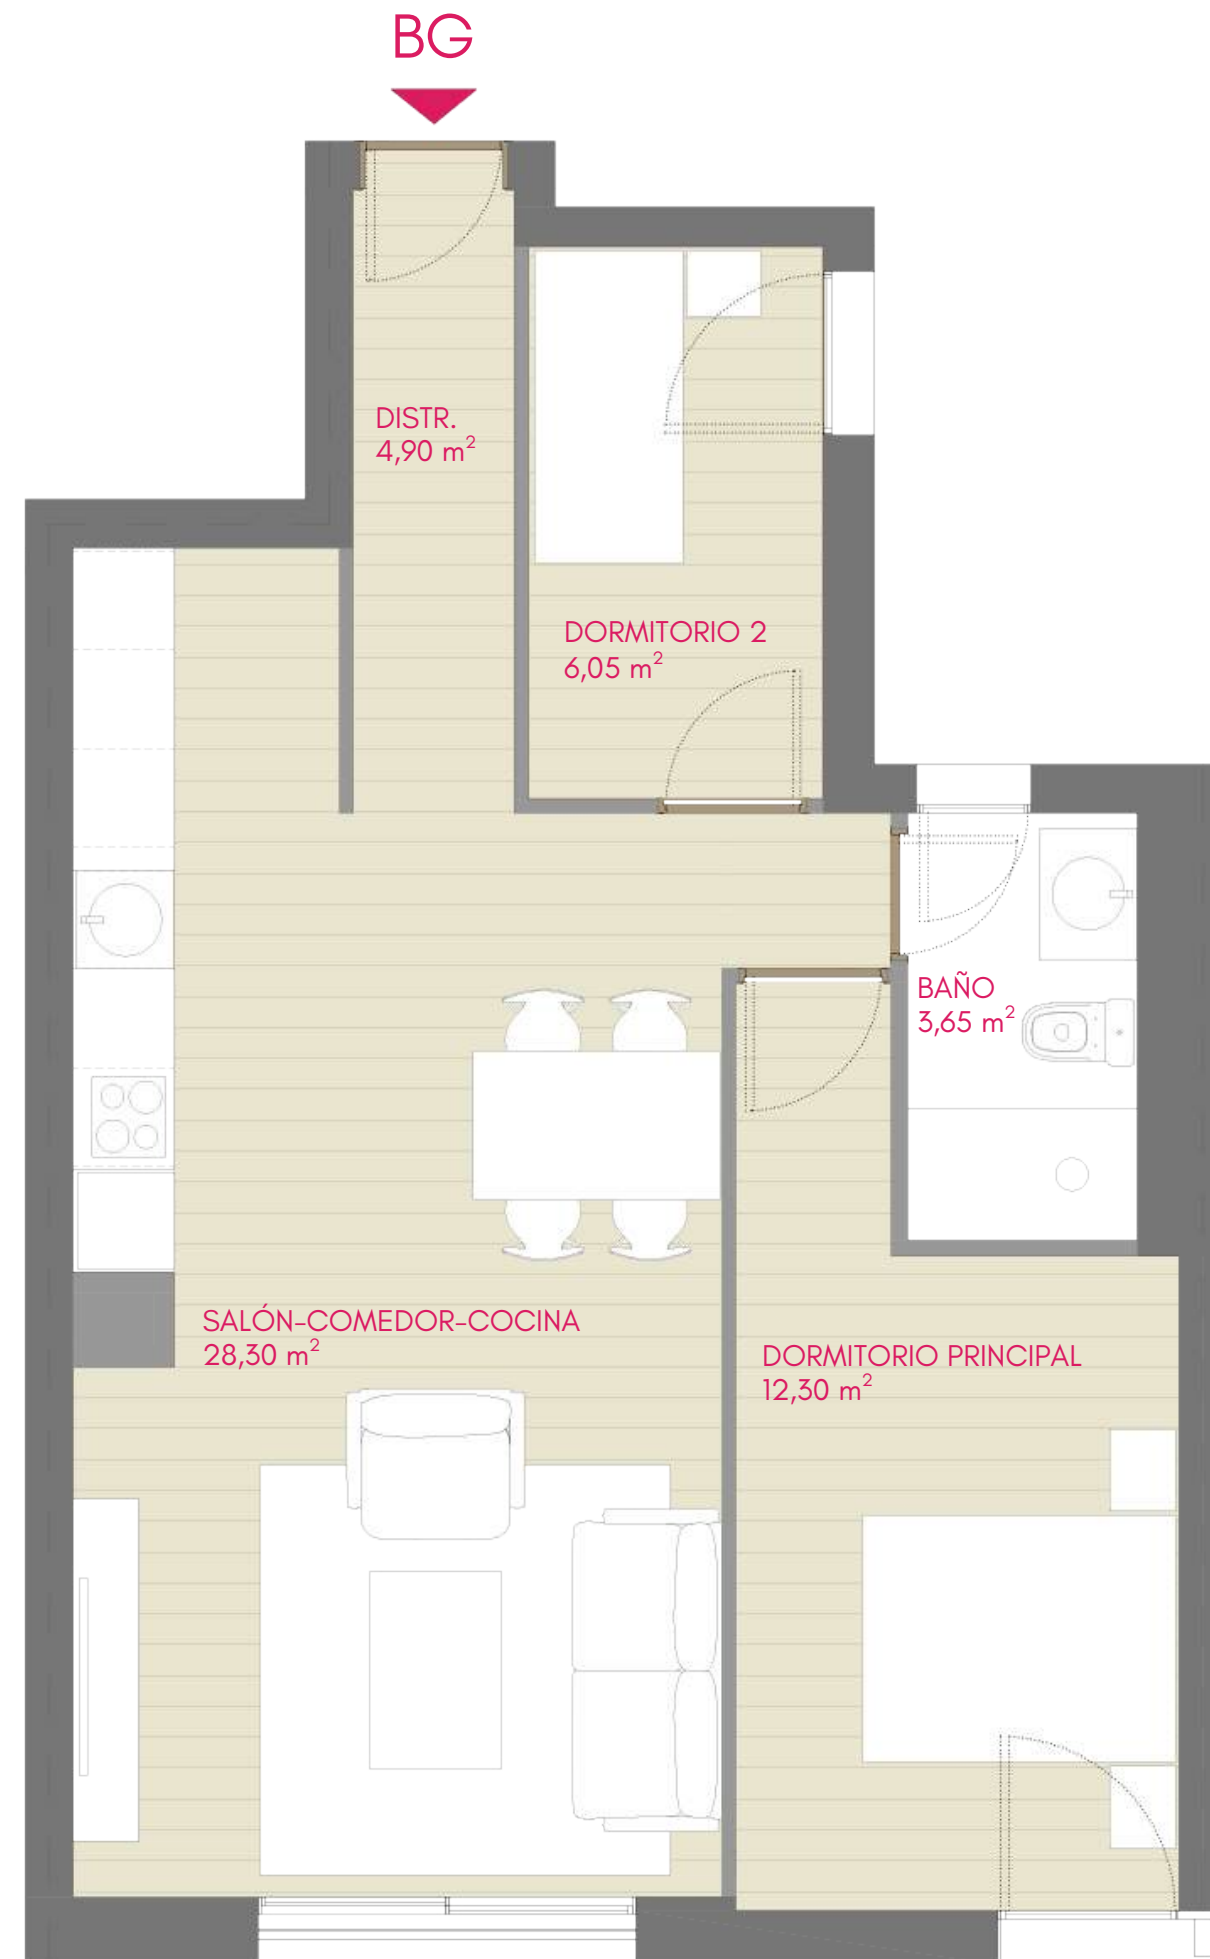 BG
DISTR.
4,90 m²
DORMITORIO 2
6,05 m²
BAÑO
3,65 m²
SALÓN-COMEDOR-COCINA
28,30 m²
DORMITORIO PRINCIPAL
12,30 m²